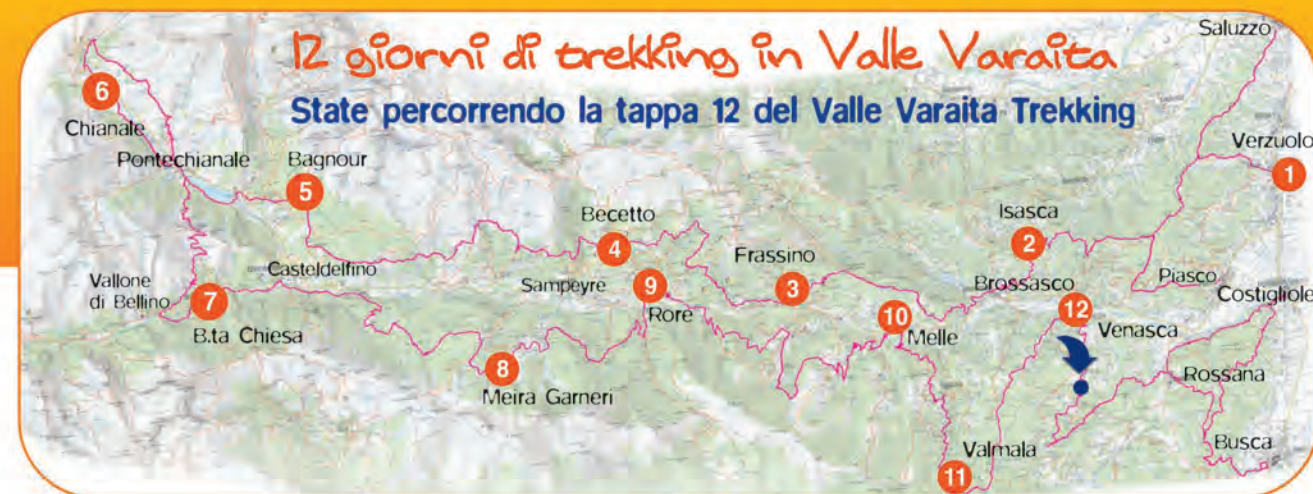 12 giorni di trekking in Valle Varaita
State percorrendo la tappa 12 del Valle Varaita Trekking
Saluzzo
Verzuolo
1
6
Chianale
Pontechianale
Bagnour
5
Becetto
4
Isasca
2
Frassino
3
Casteldelfino
Sampeyre
9
Rore
Brossasco
Piasco
Costigliole
Vallone
di Bellino
7
B.ta Chiesa
10
Melle
12
Venasca
8
Meira Garneri
Rossana
Valmala
11
Busca